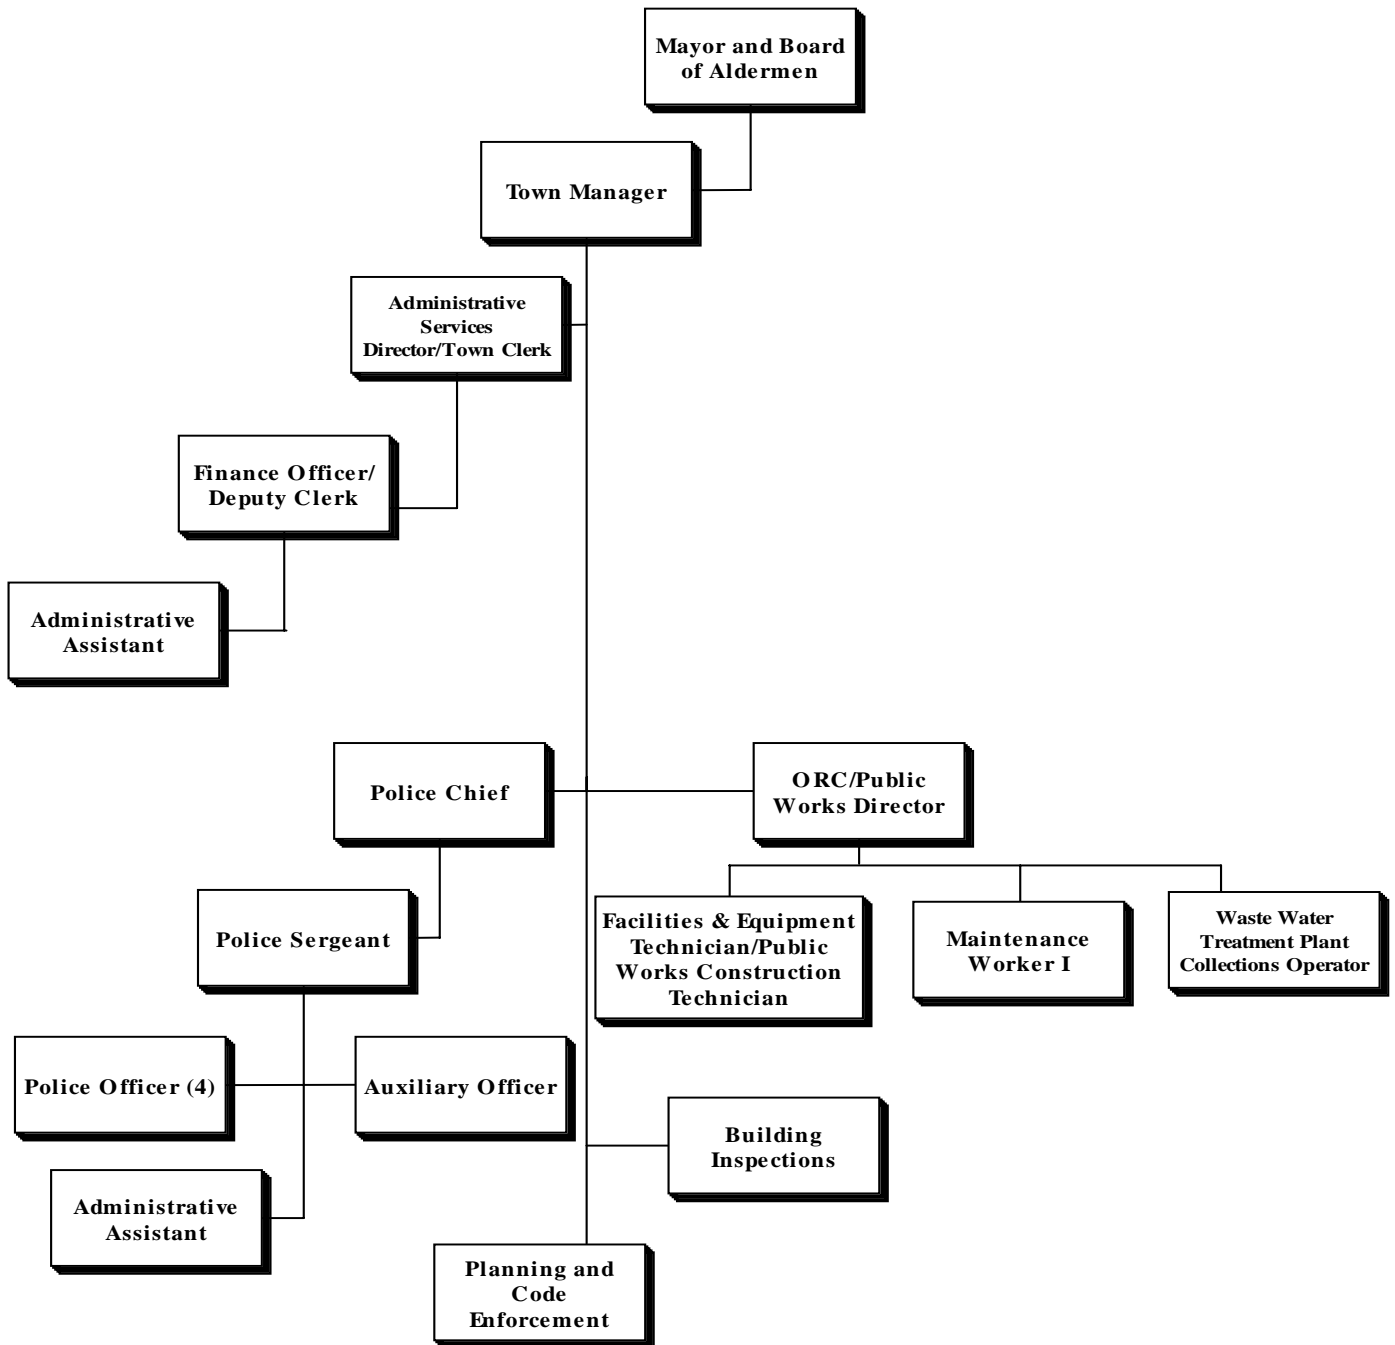 Mayor and Board
of Aldermen
Town Manager
Administrative
Services
Director/Town Clerk
Finance Officer/
Deputy Clerk
Administrative
Assistant
Police Chief
ORC/Public
Works Director
Police Sergeant
Facilities & Equipment
Technician/Public
Works Construction
Technician
Maintenance
Worker I
Waste Water
Treatment Plant
Collections Operator
Police Officer (4)
Auxiliary Officer
Building
Inspections
Administrative
Assistant
Planning and
Code
Enforcement